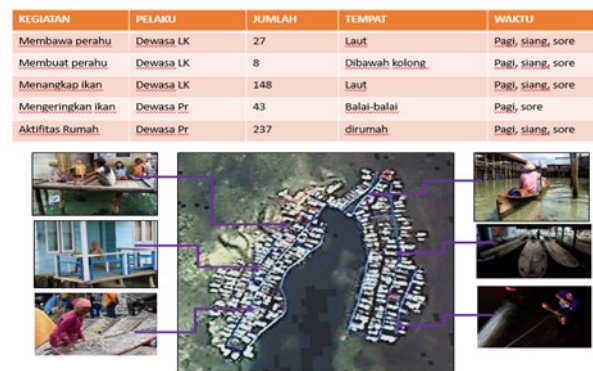 KEGIATAN PELAKU JUMLAH TEMPAT WAKTU
Membawa perahu Dewasa LK 27 Laut Pagi, siang, sore
Membuat perahu Dewasa LK 8 Dibawah kolong Pagi, siang, sore
Menangkap ikan Dewasa LK 148 Laut Pagi, siang, sore
Mengeringkan ikan Dewasa Pr 43 Balai-balai Pagi, sore
Aktifitas Rumah Dewasa Pr 237 dirumah Pagi, siang, sore